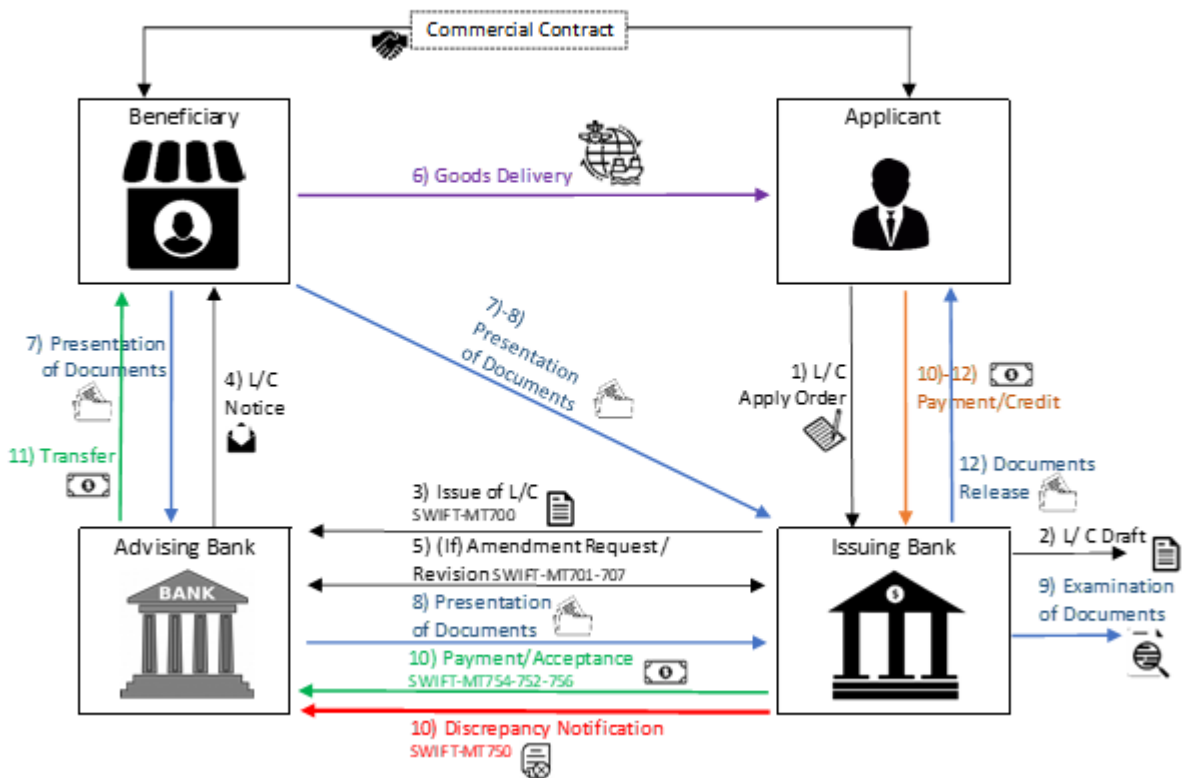 Commercial Contract
Beneficiary
Applicant
6) Goods Delivery
7) Presentation
of Documents
4) L/C
Notice
11) Transfer
7)-8)
Presentation
of Documents
1) L/C
Apply Order
10)-12)
Payment/Credit
12) Documents
Release
3) Issue of L/C
SWIFT-MT700
5) (If) Amendment Request/
Revision SWIFT-MT701-707
8) Presentation
of Documents
10) Payment/Acceptance
SWIFT-MT754-752-756
10) Discrepancy Notification
SWIFT-MT750
Advising Bank
BANK
Issuing Bank
2) L/ C Draft
9) Examination
of Documents